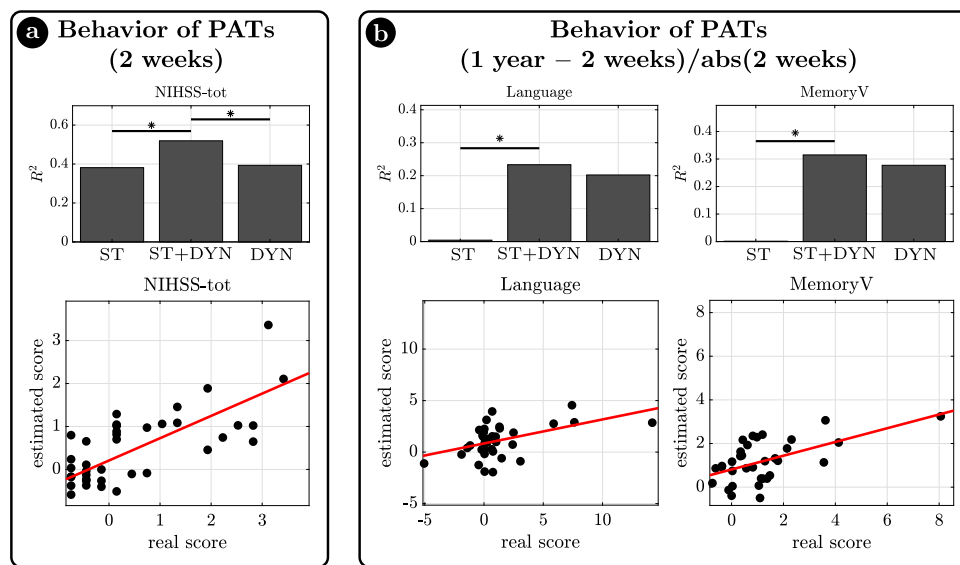 a
Behavior of PATs
(2 weeks)
NIHSS-tot
0.6
0.4
0.2
0
R²
*
*
ST
ST+DYN
DYN
NIHSS-tot
estimated score
3
2
1
0
0
1
2
3
real score
b
Behavior of PATs
(1 year – 2 weeks)/abs(2 weeks)
Language
0.4
0.3
0.2
0.1
0
R²
*
ST
ST+DYN
DYN
MemoryV
0.4
0.3
0.2
0.1
0
R²
*
ST
ST+DYN
DYN
Language
estimated score
15
10
5
0
-5
-5
0
5
10
real score
MemoryV
estimated score
8
6
4
2
0
0
2
4
6
8
real score